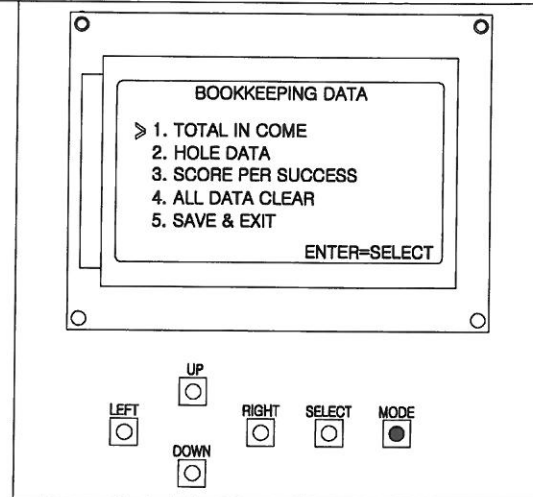 BOOKKEEPING DATA
> 1. TOTAL IN COME
2. HOLE DATA
3. SCORE PER SUCCESS
4. ALL DATA CLEAR
5. SAVE & EXIT
ENTER=SELECT
UP
LEFT
RIGHT
SELECT
MODE
DOWN